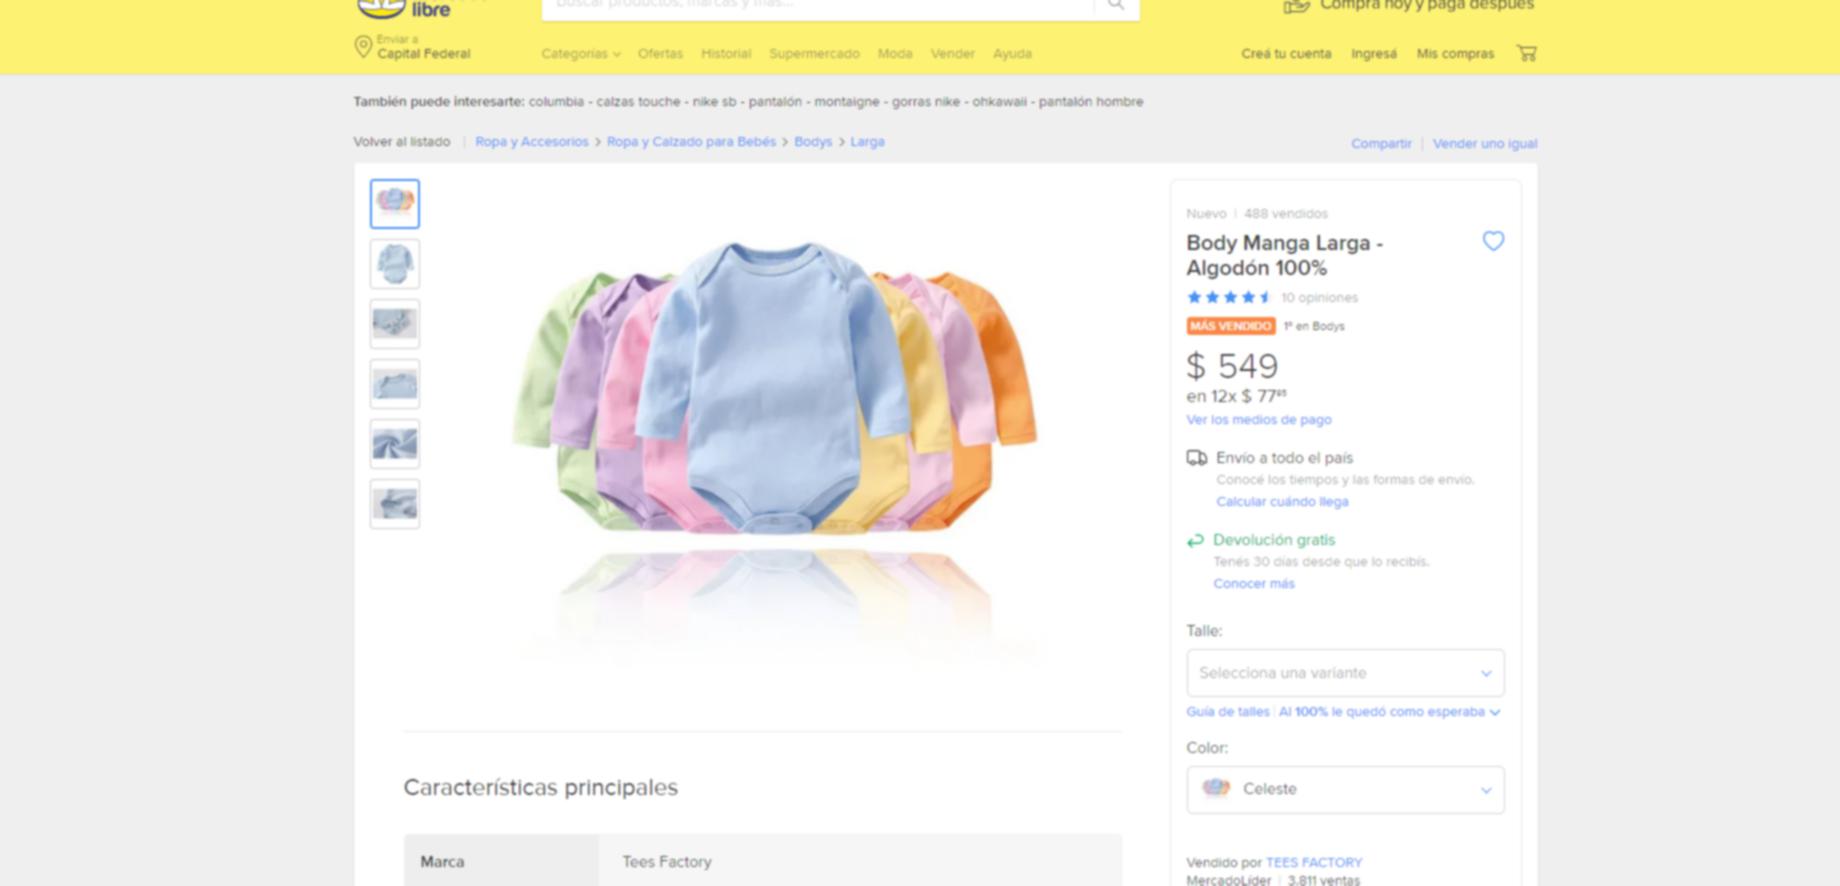 libre
Buscar productos, marcas y más...
Compra hoy y paga después
Enviar a
Capital Federal
Categorías Ofertas Historial Supermercado Moda Vender Ayuda
Creá tu cuenta Ingresá Mis compras
También puede interesarte: columbia - calzas touche - nike sb - pantalón - montaigne - gorras nike - ohkawaii - pantalón hombre
Volver al listado | Ropa y Accesorios > Ropa y Calzado para Bebés > Bodys > Larga
Compartir | Vender uno igual
Nuevo | 488 vendidos
Body Manga Larga -
Algodón 100%
10 opiniones
MÁS VENDIDO 1º en Bodys
$ 549
en 12x $ 77
Ver los medios de pago
Envío a todo el país
Conocé los tiempos y las formas de envío.
Calcular cuándo llega
Devolución gratis
Tenés 30 días desde que lo recibís.
Conocer más
Talle:
Selecciona una variante
Guía de talles | Al 100% le quedó como esperaba
Color:
Celeste
Características principales
Marca Tees Factory
Vendido por TEES FACTORY
MercadoLíder | 3.811 ventas